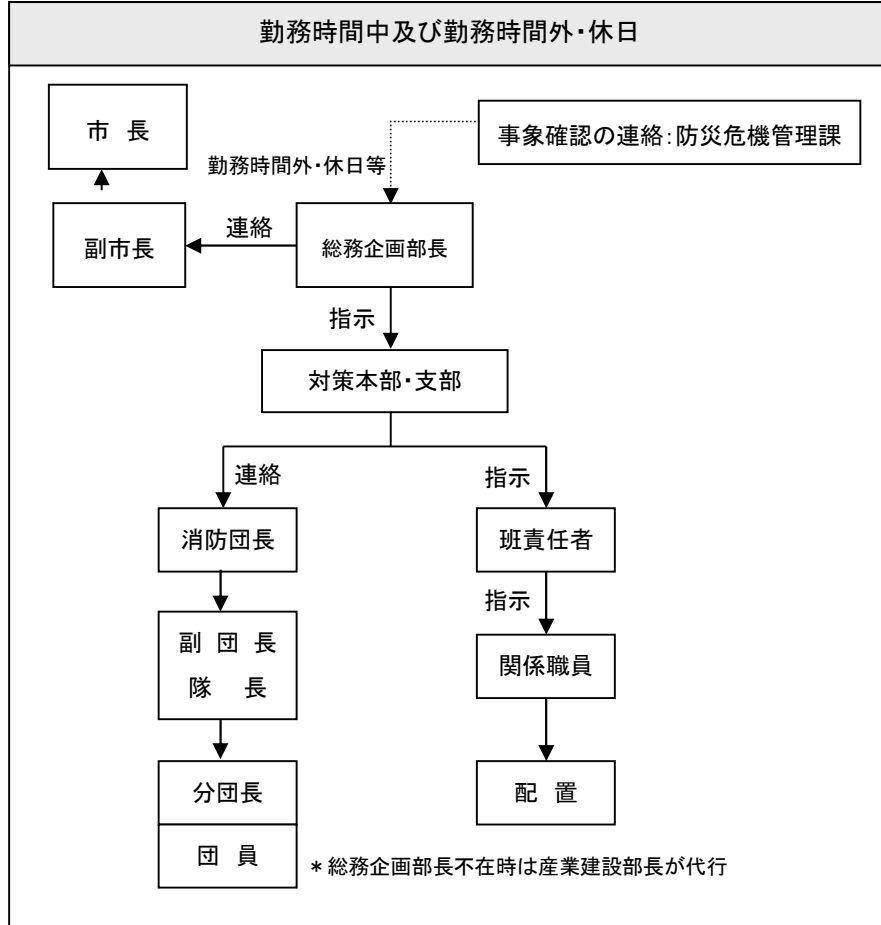 勤務時間中及び勤務時間外・休日
市 長
事象確認の連絡：防災危機管理課
勤務時間外・休日等
副市長
連絡
総務企画部長
指示
対策本部・支部
連絡
指示
消防団長
班責任者
指示
副 団 長
隊 長
関係職員
分団長
配 置
団 員
＊総務企画部長不在時は産業建設部長が代行